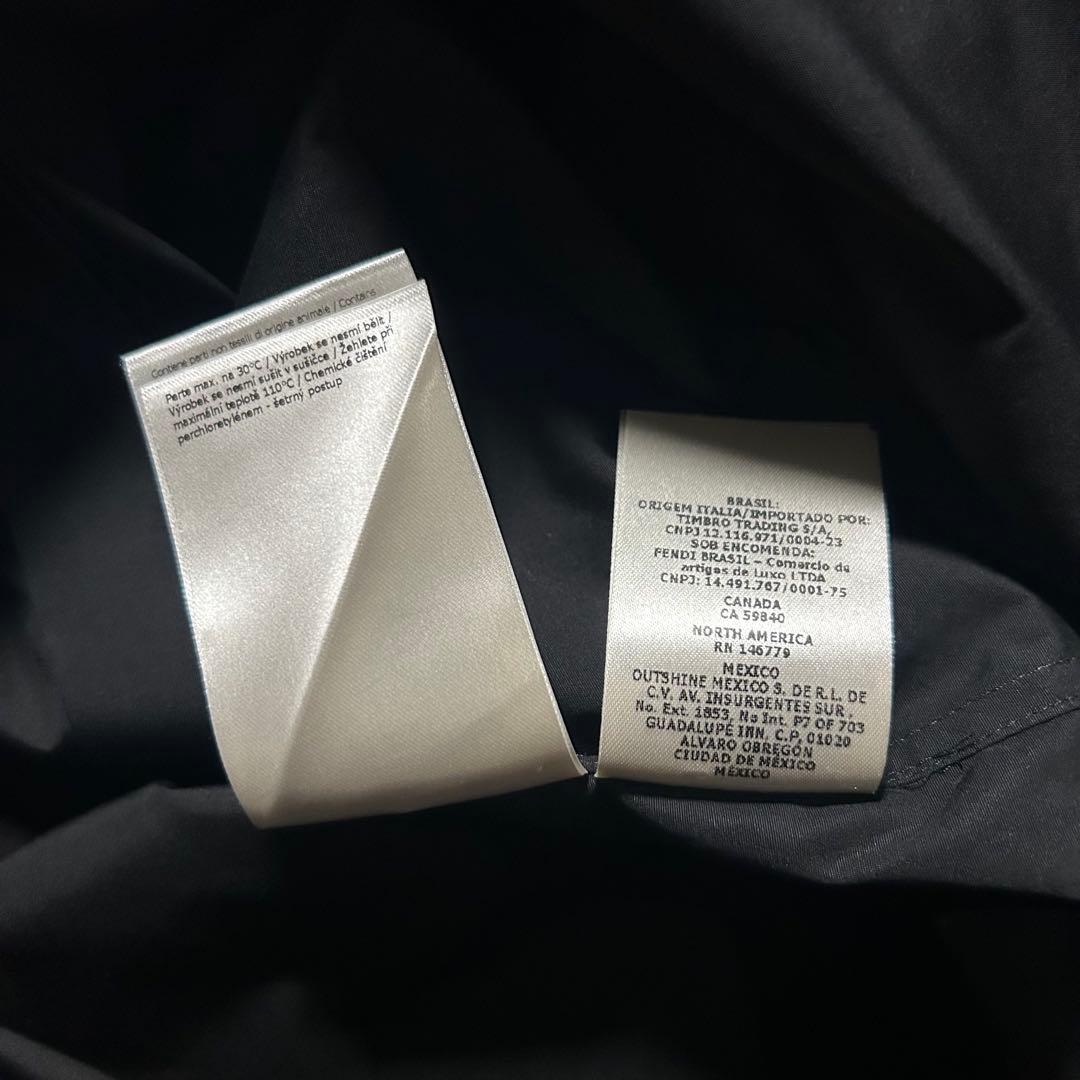 Contiene parti non tessili di origine animale / Contains
Perte max. na 30°C / Výrobek se nesmí bělit /
Výrobek se nesmí sušit v sušičce / Žehlete při
maximální teplotě 110°C / Chemické čištění
perchloretylénem - šetrný postup
BRASIL:
ORIGEM ITALIA/IMPORTADO POR:
TIMBRO TRADING S/A,
CNPJ 12.116.971/0004-23
SOB ENCOMENDA:
FENDI BRASIL – Comercio de
artigas de Luxo LTDA
CNPJ: 14.491.767/0001-75
CANADA
CA 59840
NORTH AMERICA
RN 146779
MEXICO
OUTSHINE MEXICO S. DE R.L. DE
C.V. AV. INSURGENTES SUR,
No. Ext. 1853, No Int. P7 OF 703
GUADALUPE INN, C.P. 01020
ALVARO OBREGÓN
CIUDAD DE MÉXICO
MÉXICO